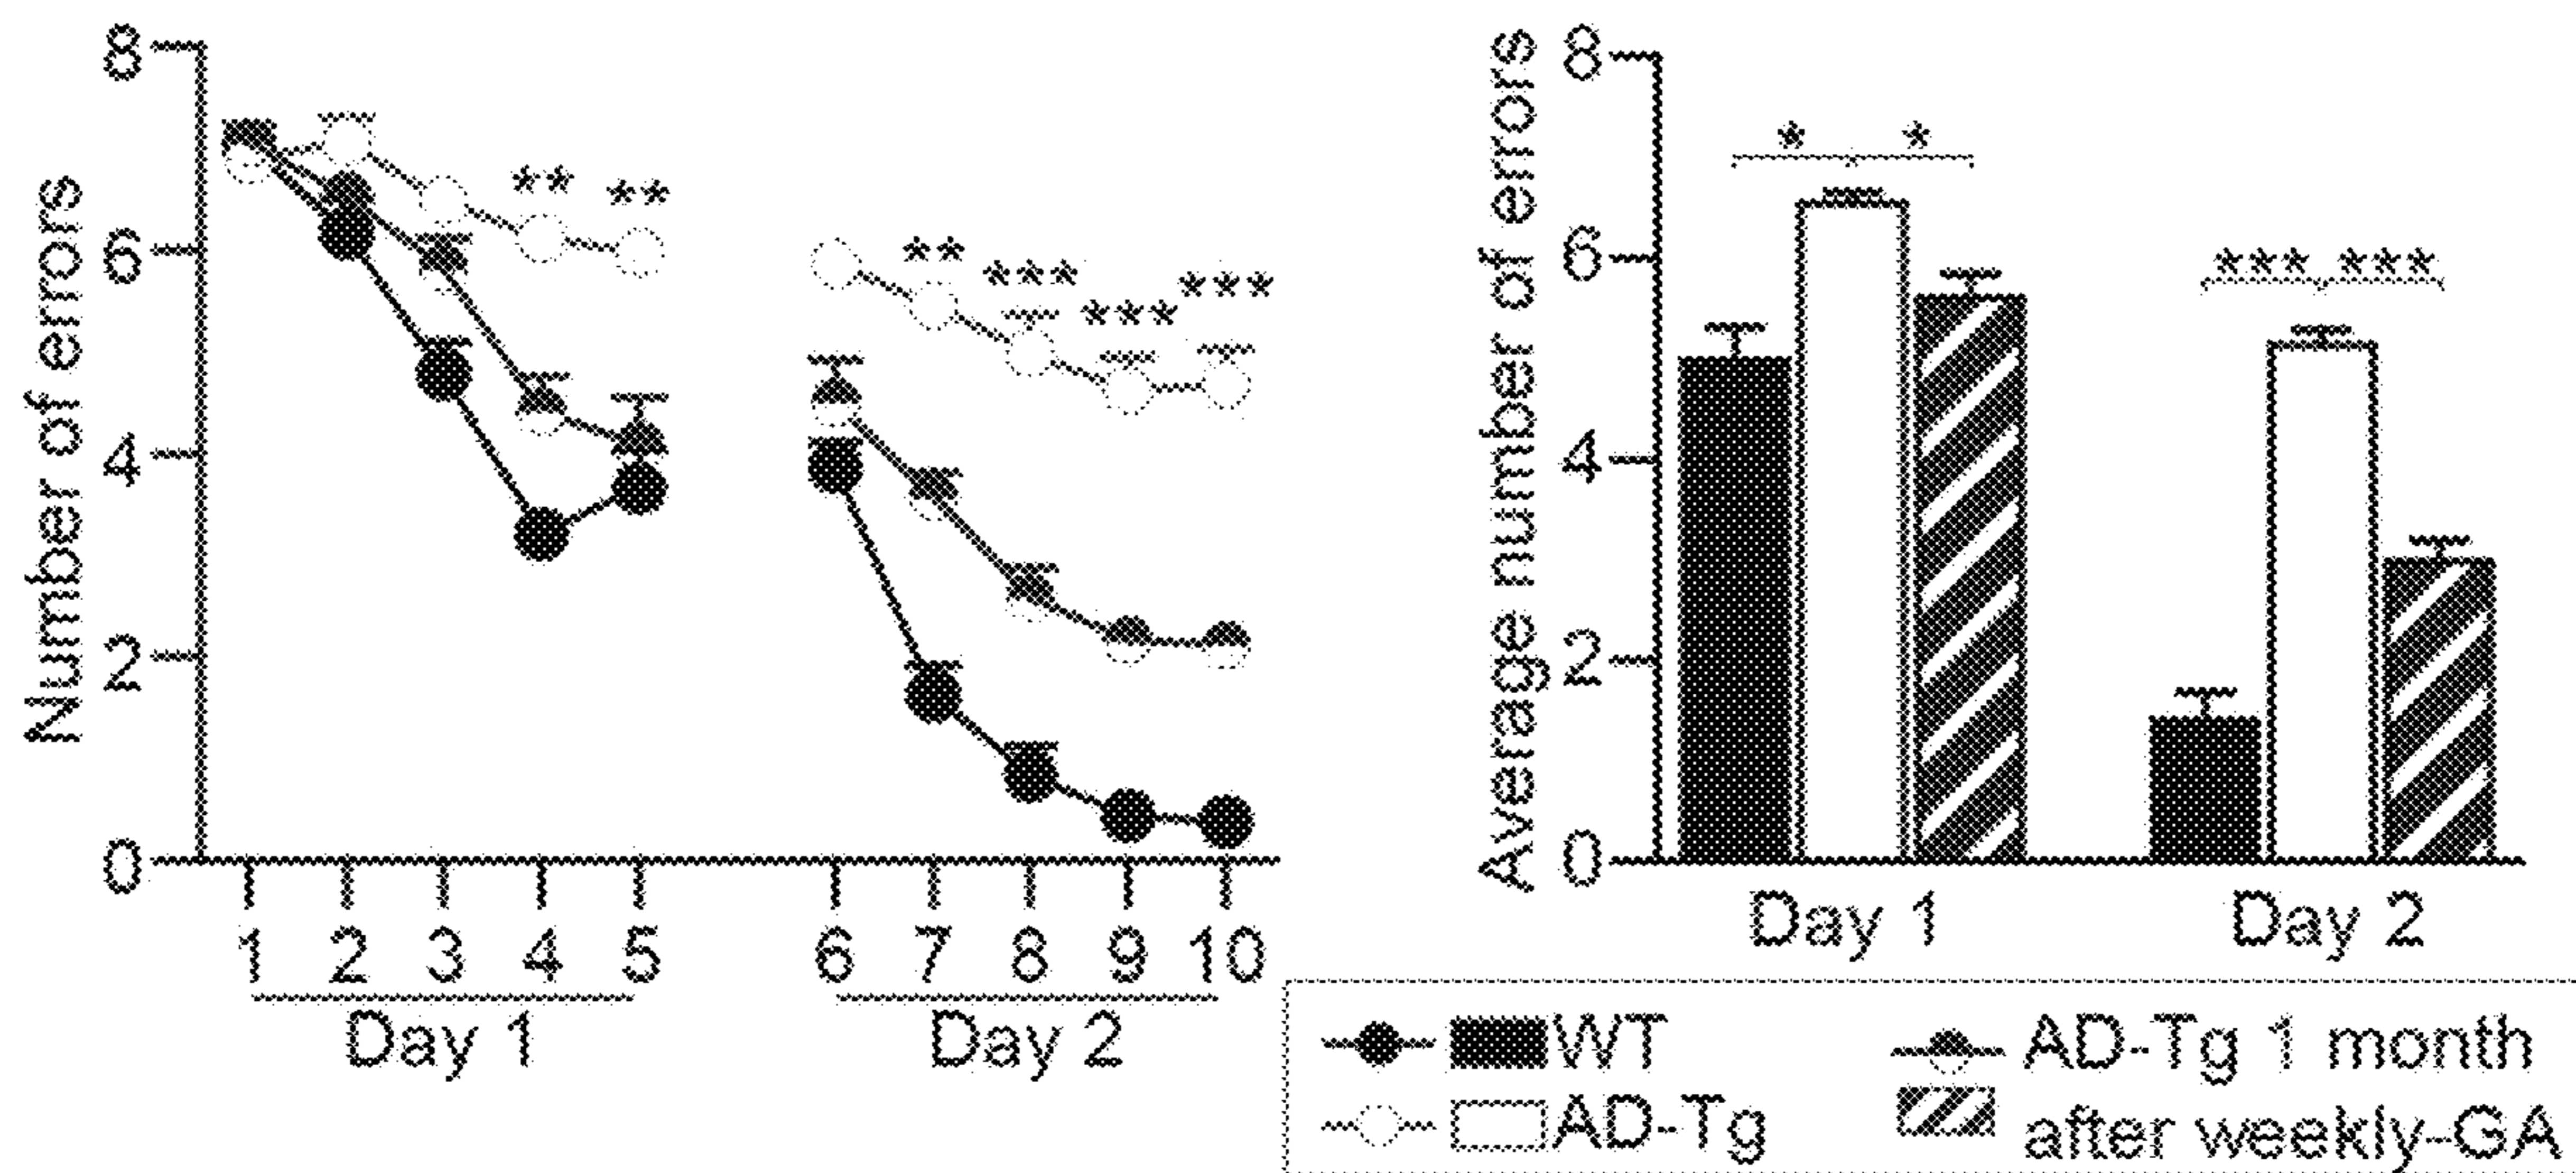 Number of errors
8
6
4
2
0
** **
** *** *** ***
1 2 3 4 5 6 7 8 9 10
Day 1 Day 2
Average number of errors
8
6
4
2
0
* *
*** ***
Day 1 Day 2
WT
AD-Tg
AD-Tg 1 month
after weekly-GA